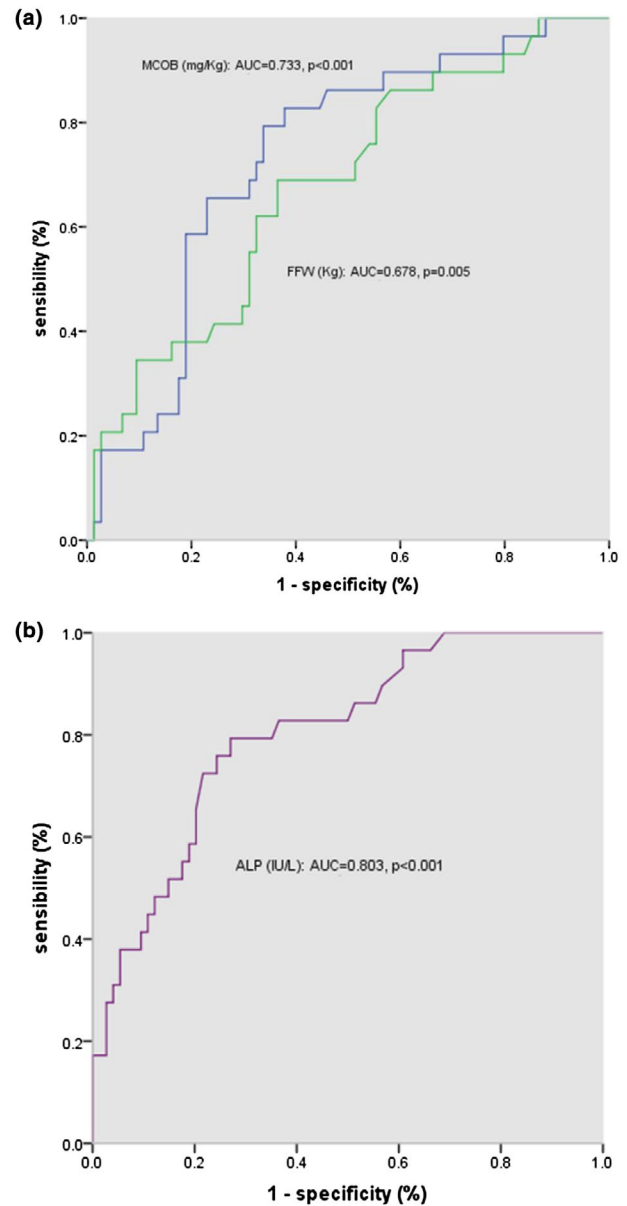 (a)
1.0
MCOB (mg/Kg): AUC=0.733, p<0.001
0.8
0.6
FFW (Kg): AUC=0.678, p=0.005
0.4
0.2
0.0
sensibility (%)
0.0 0.2 0.4 0.6 0.8 1.0
1 - specificity (%)
(b)
1.0
0.8
0.6
ALP (IU/L): AUC=0.803, p<0.001
0.4
0.2
0.0
sensibility (%)
0.0 0.2 0.4 0.6 0.8 1.0
1 - specificity (%)